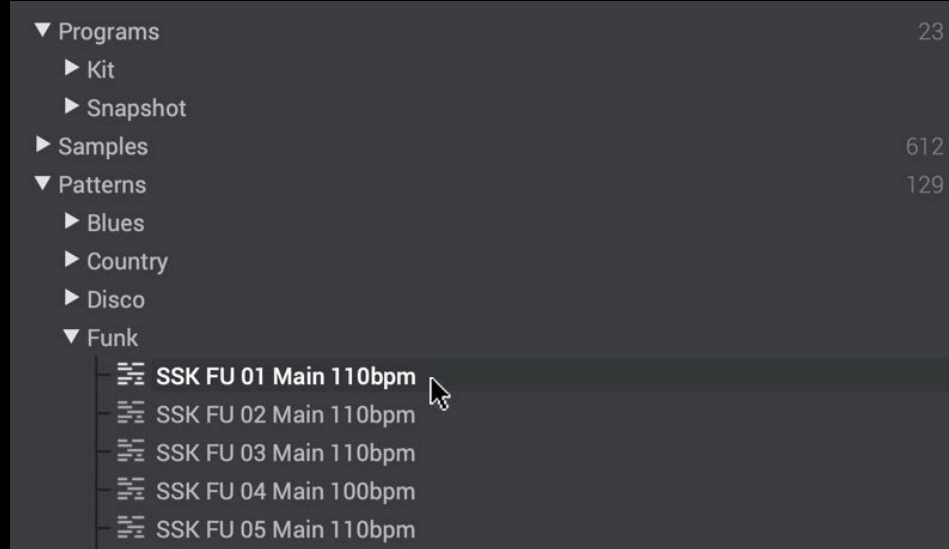 Programs 23
Kit
Snapshot
Samples 612
Patterns 129
Blues
Country
Disco
Funk
SSK FU 01 Main 110bpm
SSK FU 02 Main 110bpm
SSK FU 03 Main 110bpm
SSK FU 04 Main 100bpm
SSK FU 05 Main 110bpm